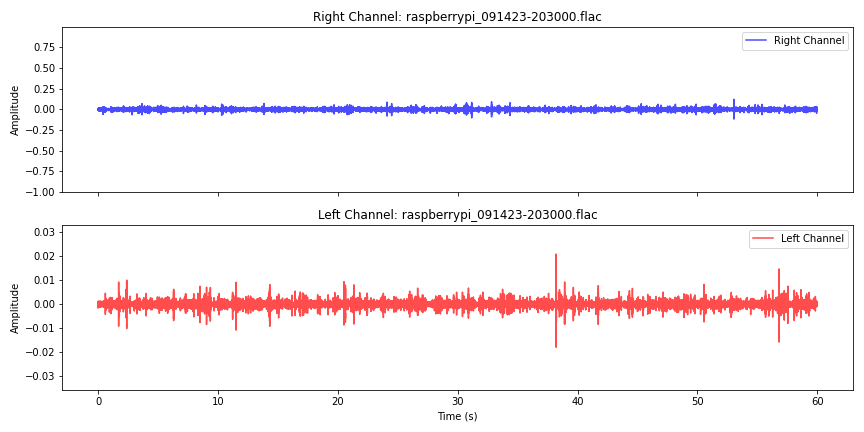 Right Channel: raspberrypi_091423-203000.flac
Right Channel
0.75
0.50
0.25
0.00
−0.25
−0.50
−0.75
−1.00
Amplitude
Left Channel: raspberrypi_091423-203000.flac
Left Channel
0.03
0.02
0.01
0.00
−0.01
−0.02
−0.03
Amplitude
0 10 20 30 40 50 60
Time (s)